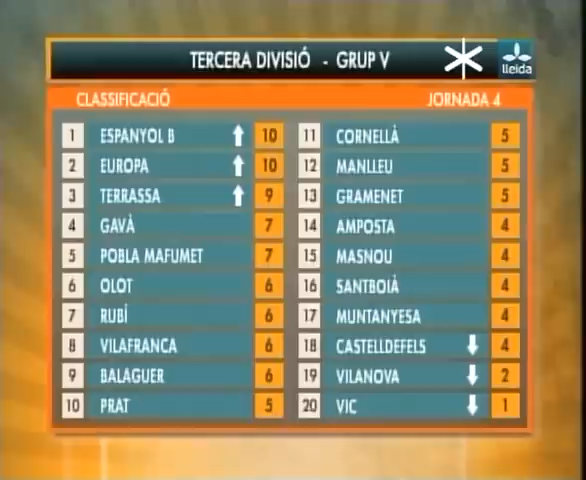 TERCERA DIVISIÓ - GRUP V
lleida
CLASSIFICACIÓ JORNADA 4
1 ESPANYOL B 10
2 EUROPA 10
3 TERRASSA 9
4 GAVÀ 7
5 POBLA MAFUMET 7
6 OLOT 6
7 RUBÍ 6
8 VILAFRANCA 6
9 BALAGUER 6
10 PRAT 5
11 CORNELLÀ 5
12 MANLLEU 5
13 GRAMENET 5
14 AMPOSTA 4
15 MASNOU 4
16 SANTBOIÀ 4
17 MUNTANYESA 4
18 CASTELLDEFELS 4
19 VILANOVA 2
20 VIC 1